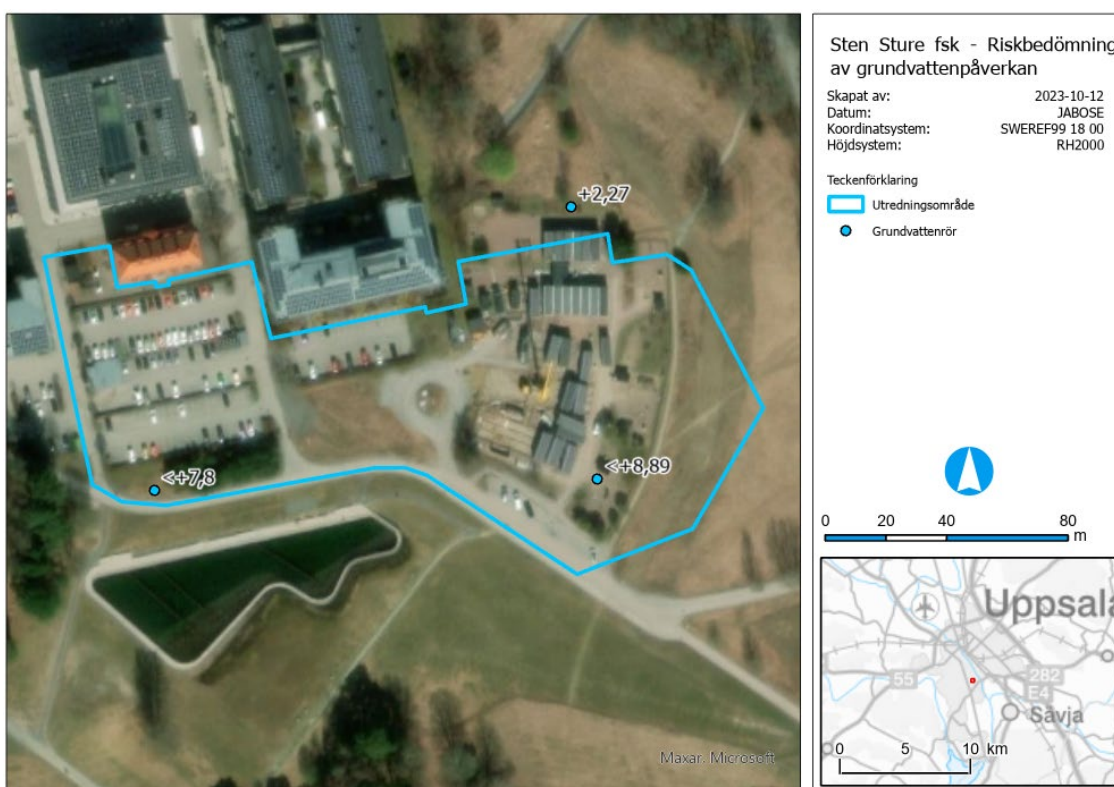 +2,27
<+7,8
<+8,89
Maxar, Microsoft
Sten Sture fsk - Riskbedömning
av grundvattenpåverkan
Skapat av: 2023-10-12
Datum: JABOSE
Koordinatsystem: SWEREF99 18 00
Höjdsystem: RH2000
Teckenförklaring
Utredningsområde
Grundvattenrör
0 20 40 60 80
m
Uppsala
55
282
E4
Sävja
0 5 10 km